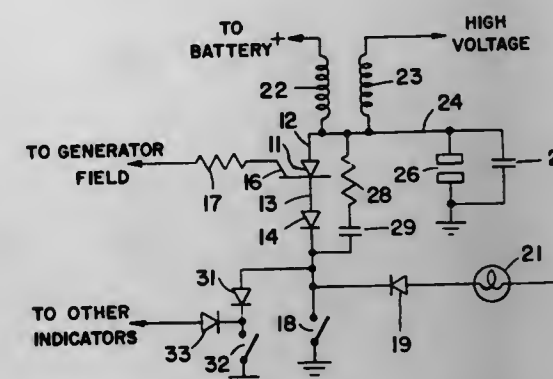 TO
BATTERY +
HIGH
VOLTAGE
22
23
24
12
11
TO GENERATOR
FIELD
17
16
13
14
28
29
26
2
31
21
TO OTHER
INDICATORS
33
32
18
19